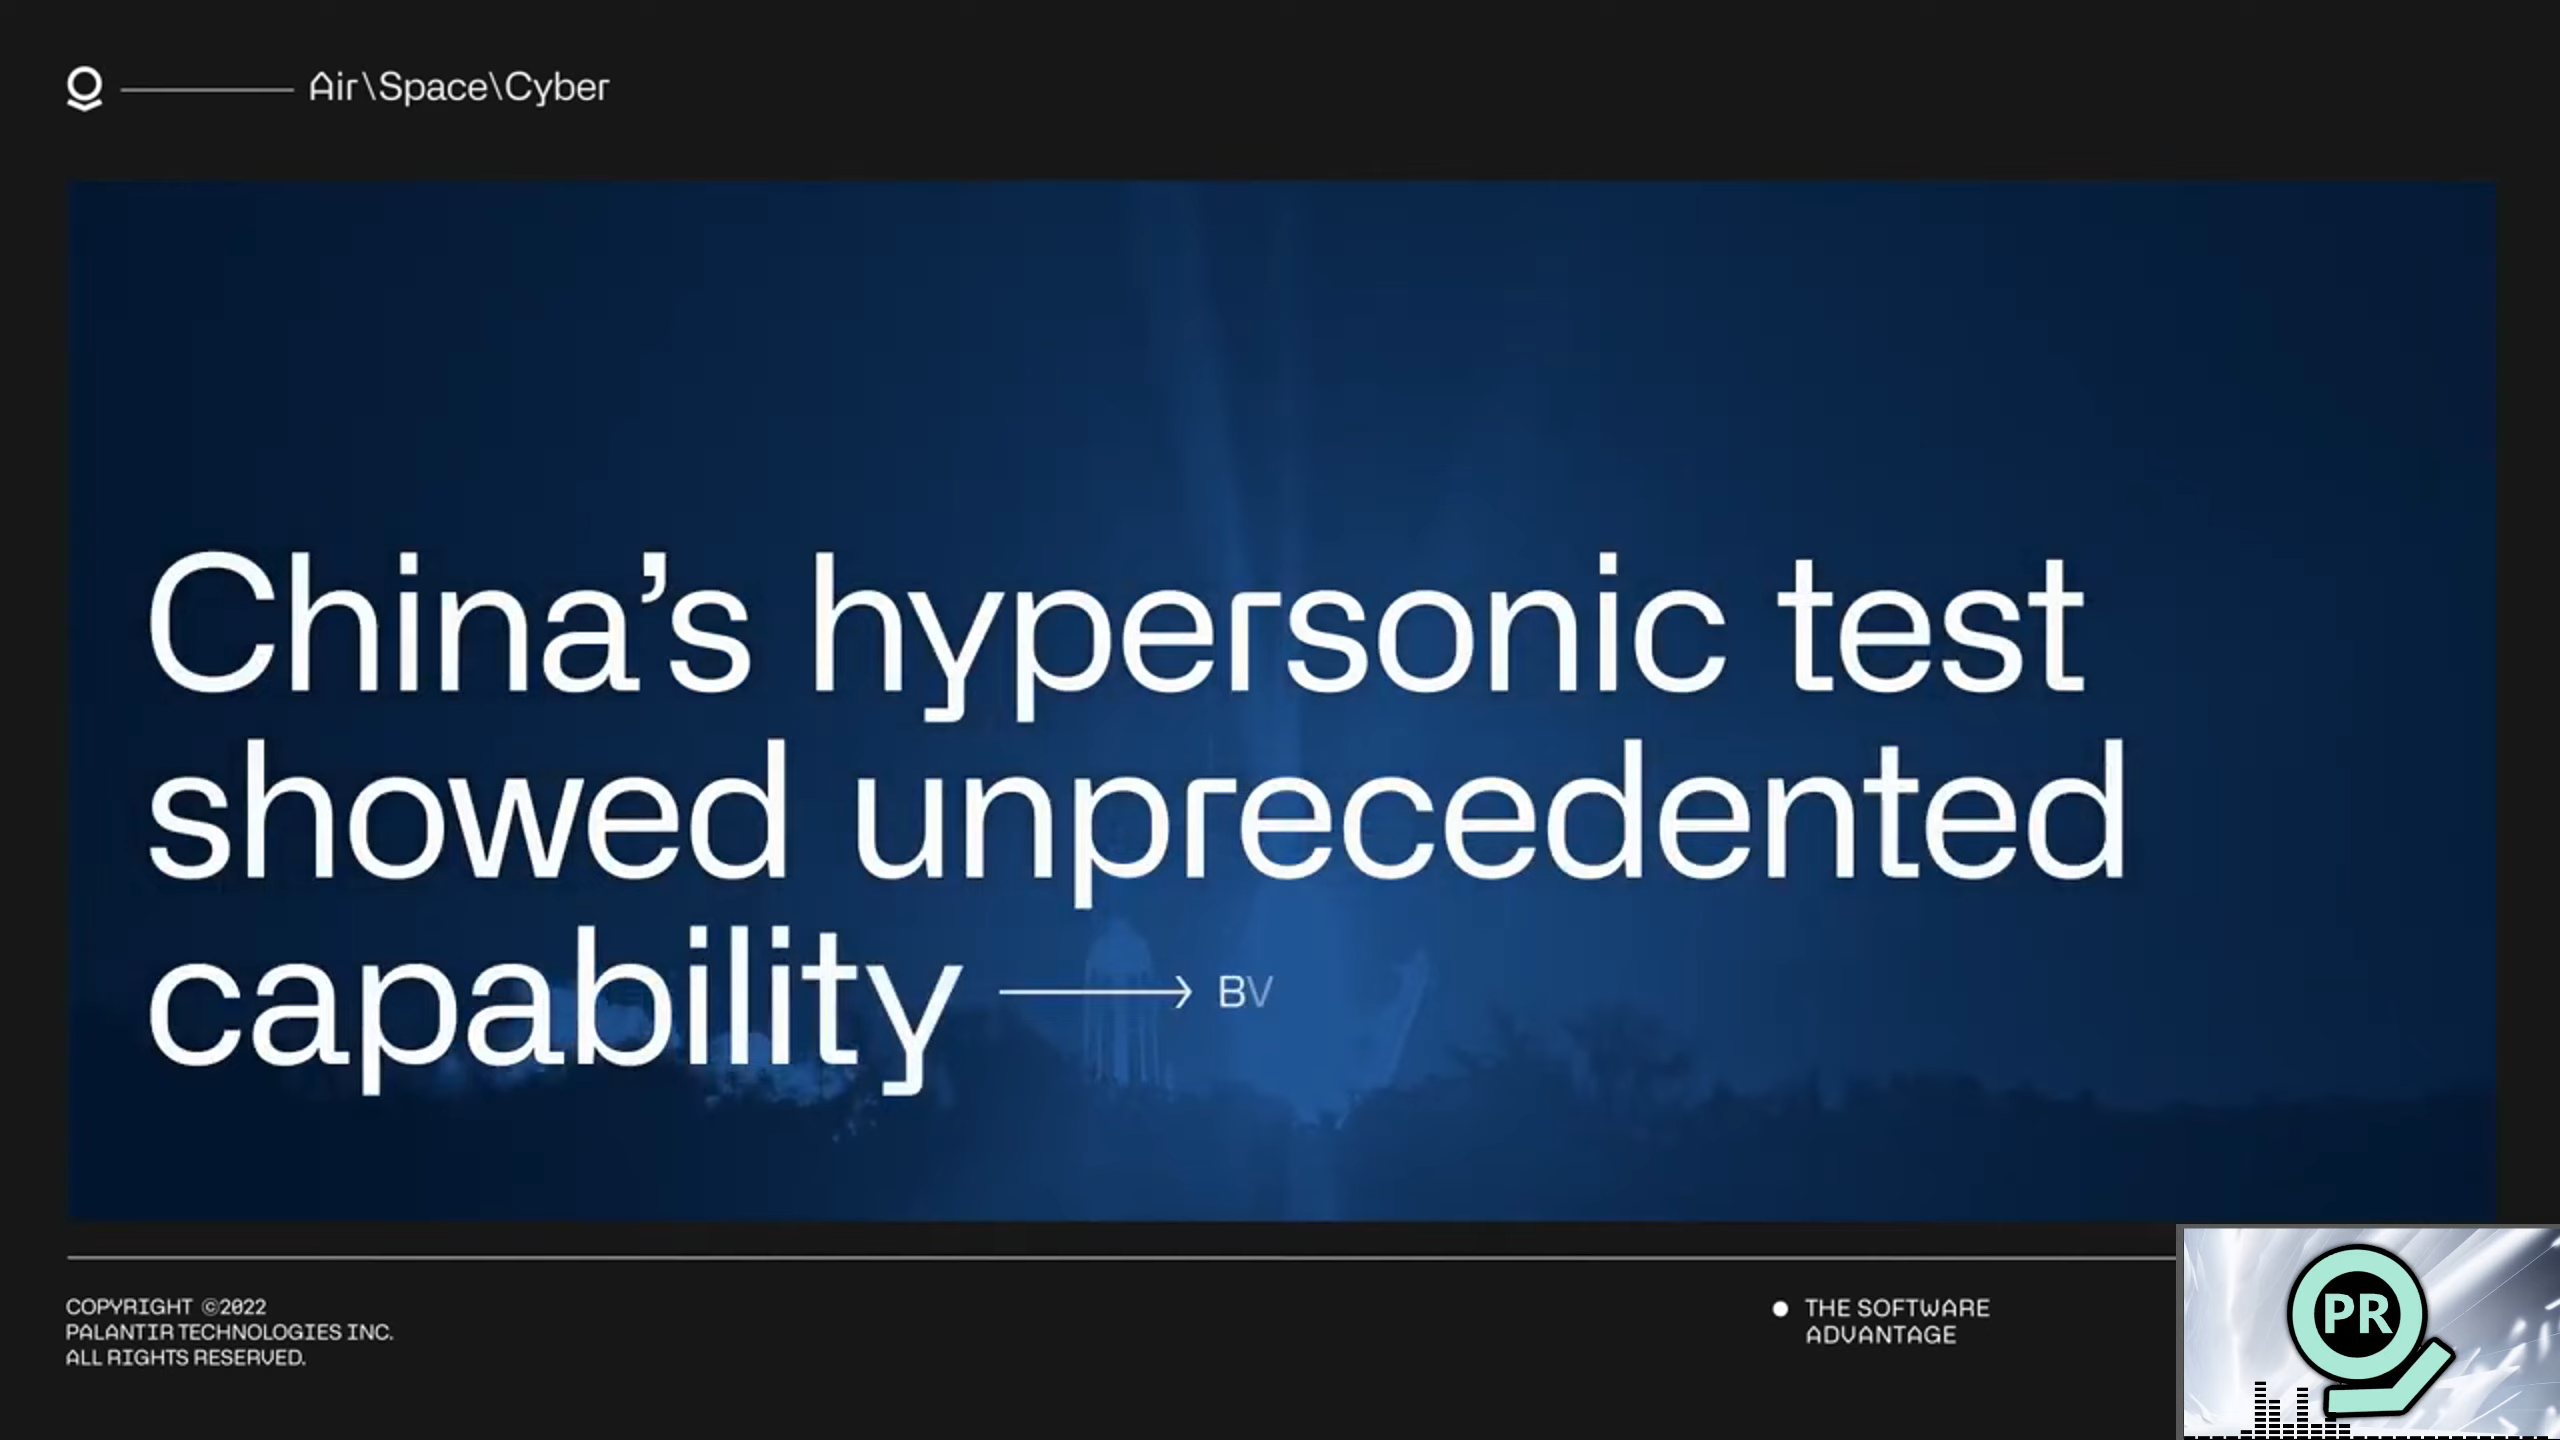 Air\Space\Cyber
China’s hypersonic test
showed unprecedented
capability → BV
COPYRIGHT ©2022
PALANTIR TECHNOLOGIES INC.
ALL RIGHTS RESERVED.
THE SOFTWARE
ADVANTAGE
PR